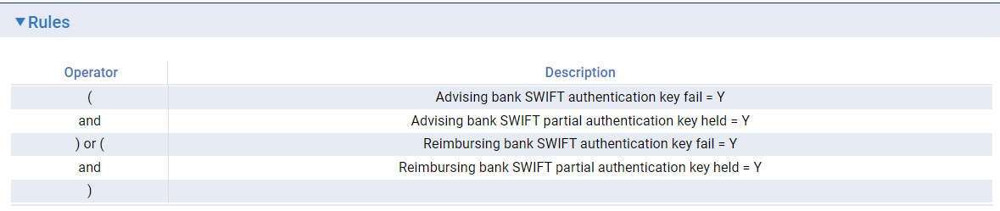 ▼Rules
Operator Description
( Advising bank SWIFT authentication key fail = Y
and Advising bank SWIFT partial authentication key held = Y
) or ( Reimbursing bank SWIFT authentication key fail = Y
and Reimbursing bank SWIFT partial authentication key held = Y
)